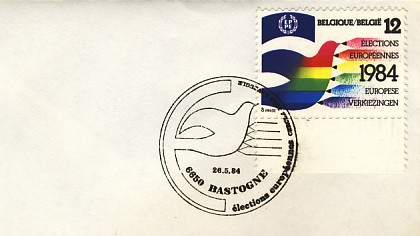 BELGIQUE/BELGIË 12
ÉLECTIONS
EUROPÉENNES
1984
EUROPESE
VERKIEZINGEN
26.5.84
6650 BASTOGNE
élections européennes